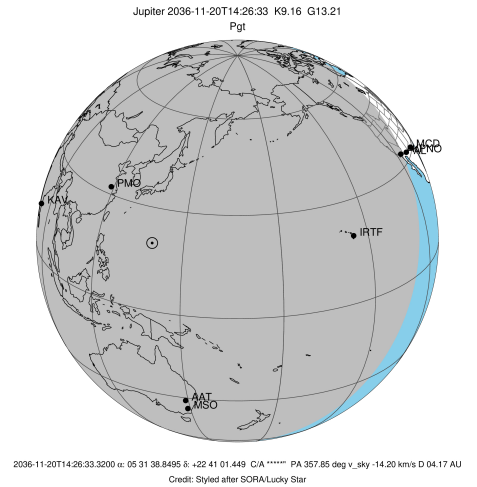 Jupiter 2036-11-20T14:26:33 K9.16 G13.21
Pgt
MCD
KAV
PMO
IRTF
AAT
MSO
2036-11-20T14:26:33.3200 α: 05 31 38.8495 δ: +22 41 01.449 C/A *****" PA 357.85 deg v_sky -14.20 km/s D 04.17 AU
Credit: Styled after SORA/Lucky Star